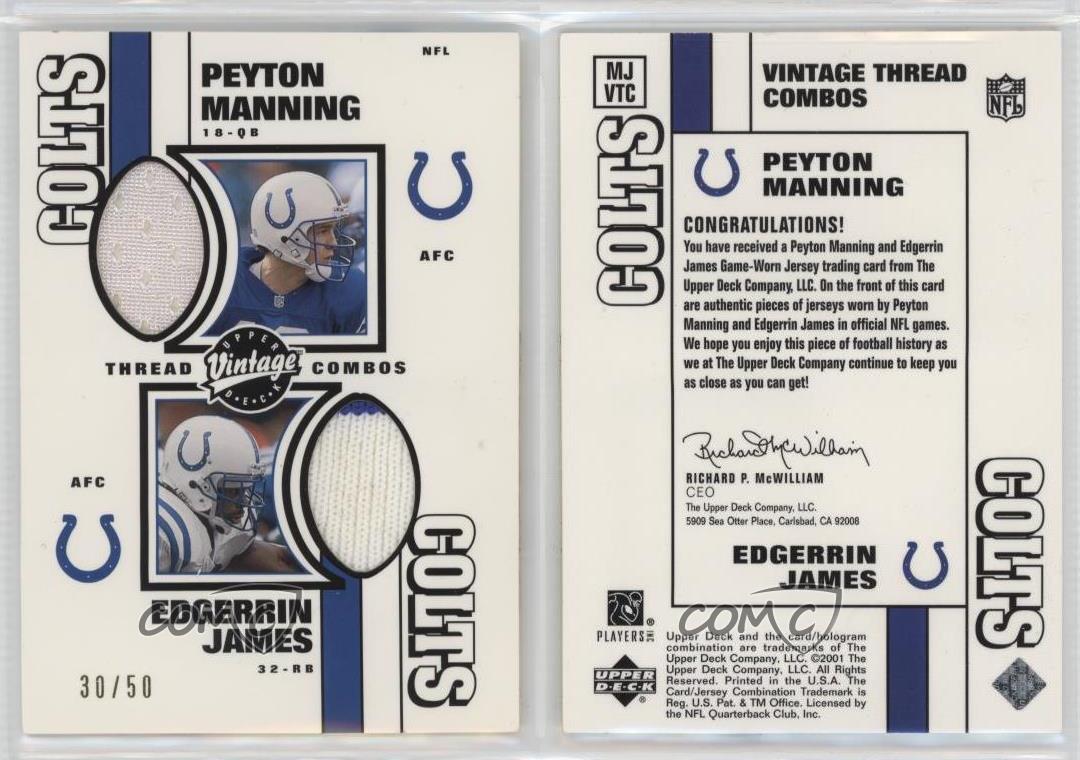 COLTS
PEYTON
MANNING
18-QB
NFL
AFC
THREAD
UPPER
Vintage
DECK
COMBOS
AFC
EDGERRIN
JAMES
32-RB
COLTS
COMC
30/50
MJ
VTC
VINTAGE THREAD
COMBOS
NFL
COLTS
PEYTON
MANNING
CONGRATULATIONS!
You have received a Peyton Manning and Edgerrin
James Game-Worn Jersey trading card from The
Upper Deck Company, LLC. On the front of this card
are authentic pieces of jerseys worn by Peyton
Manning and Edgerrin James in official NFL games.
We hope you enjoy this piece of football history as
we at The Upper Deck Company continue to keep you
as close as you can get!
Richard McWilliam
RICHARD P. McWILLIAM
CEO
The Upper Deck Company, LLC.
5909 Sea Otter Place, Carlsbad, CA 92008
EDGERRIN
JAMES
COLTS
COMC
PLAYERS INC ®
UPPER
DECK
®
Upper Deck and the card/hologram
combination are trademarks of The
Upper Deck Company, LLC. ©2001 The
Upper Deck Company, LLC. All Rights
Reserved. Printed in the U.S.A. The
Card/Jersey Combination Trademark is
Reg. U.S. Pat. & TM Office. Licensed by
the NFL Quarterback Club, Inc.